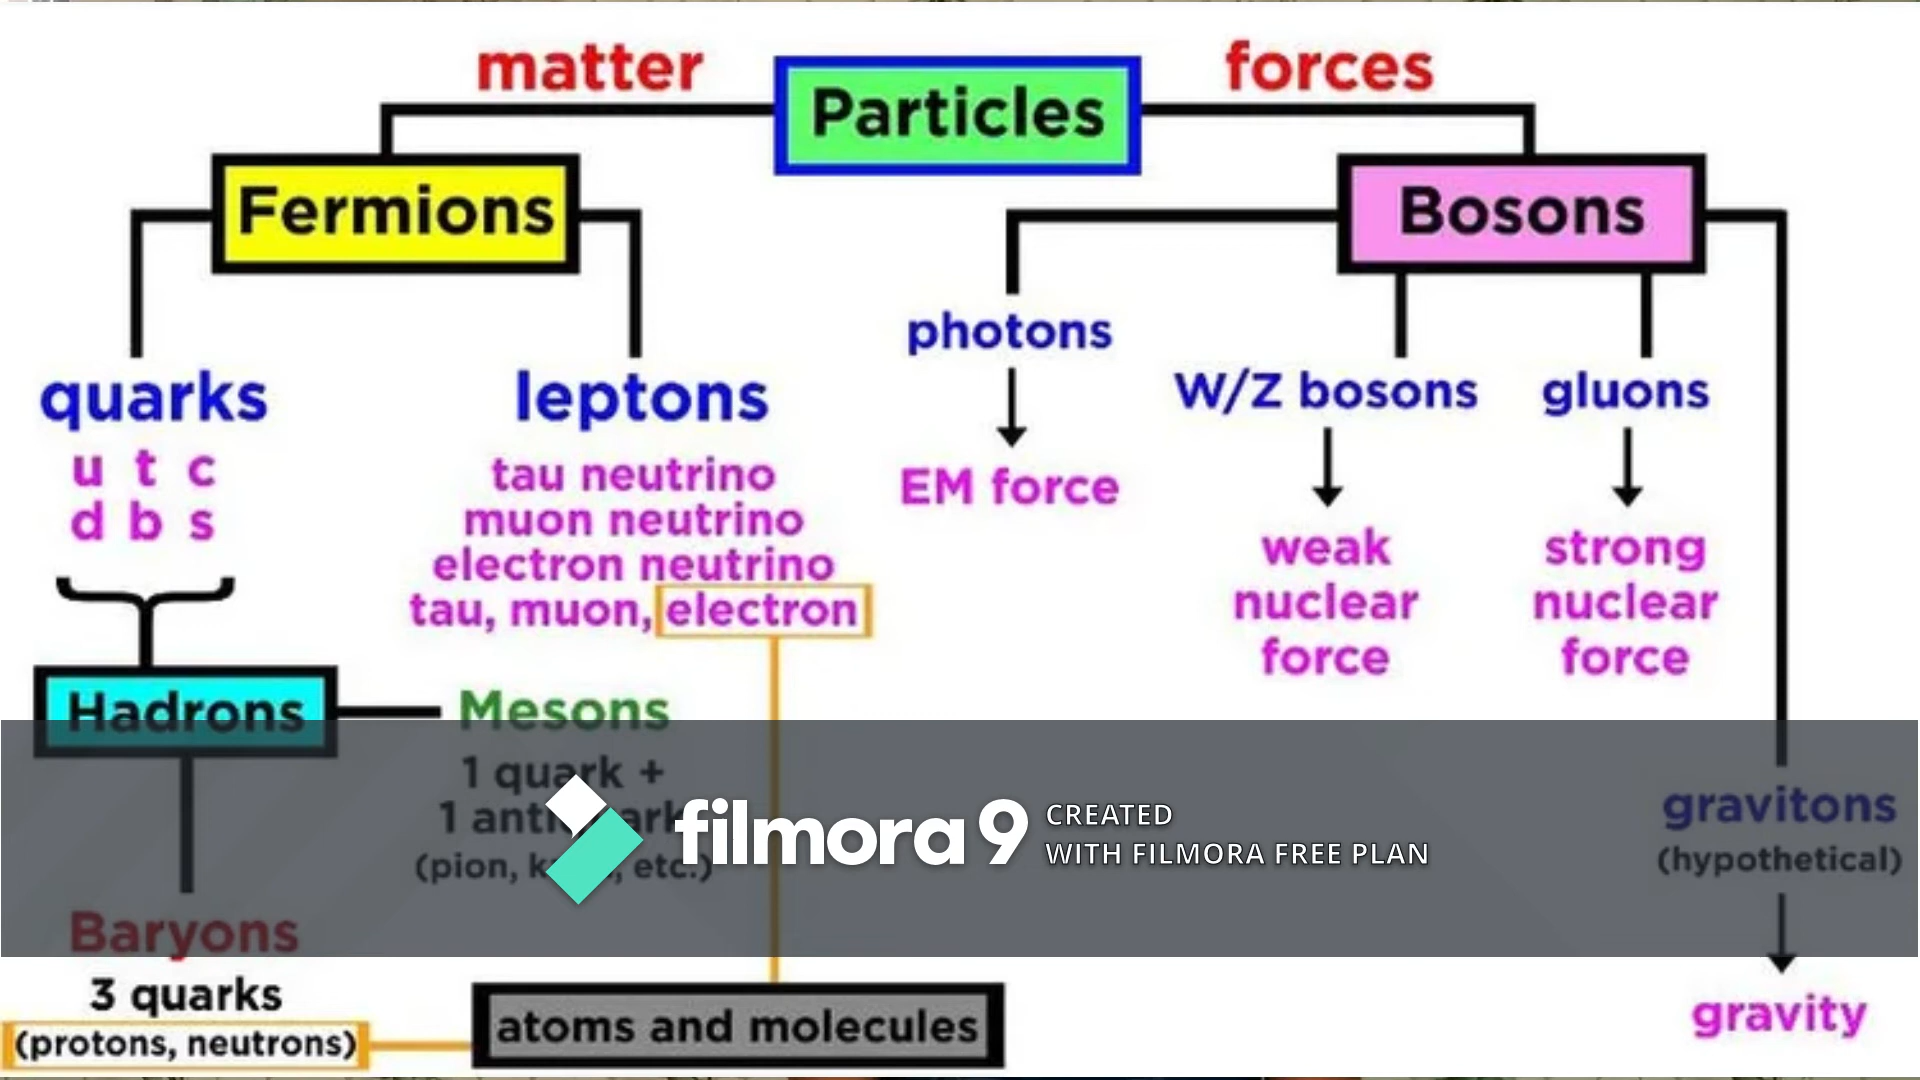 matter
Particles
forces
Fermions
Bosons
quarks
u t c
d b s
leptons
tau neutrino
muon neutrino
electron neutrino
tau, muon, electron
photons
EM force
W/Z bosons
weak
nuclear
force
gluons
strong
nuclear
force
Hadrons
Mesons
1 quark +
1
(pion, etc.)
filmora 9
CREATED
WITH FILMORA FREE PLAN
gravitons
(hypothetical)
gravity
Baryons
3 quarks
(protons, neutrons)
atoms and molecules